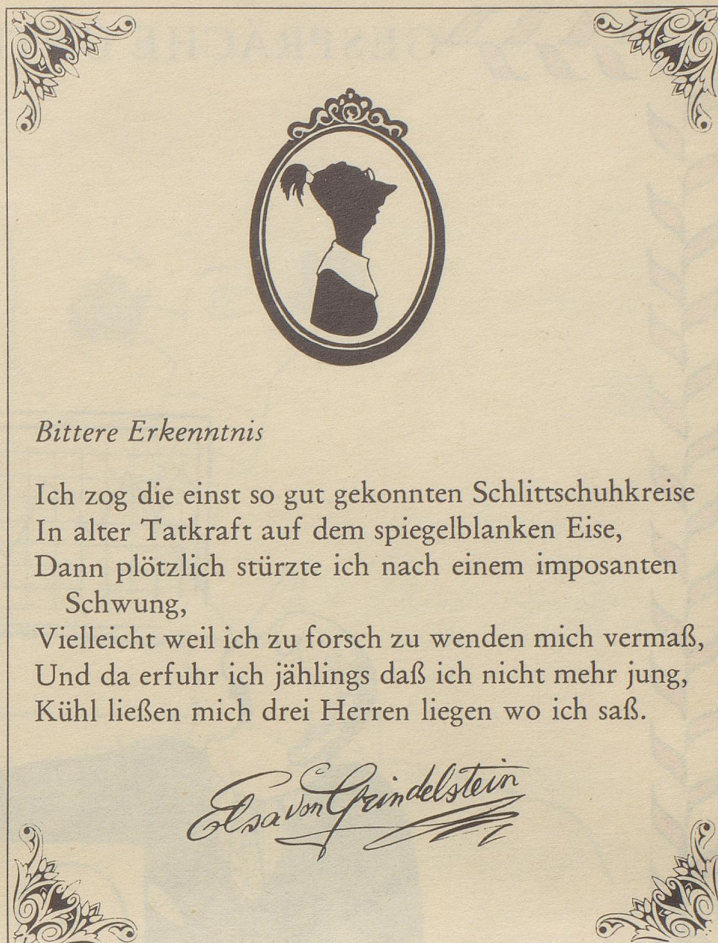 Bittere Erkenntnis
Ich zog die einst so gut gekonnten Schlittschuhkreise
In alter Tatkraft auf dem spiegelblanken Eise,
Dann plötzlich stürzte ich nach einem imposanten
Schwung,
Vielleicht weil ich zu forsch zu wenden mich vermaß,
Und da erfuhr ich jählings daß ich nicht mehr jung,
Kühl ließen mich drei Herren liegen wo ich saß.
Elsa von Grindelstein